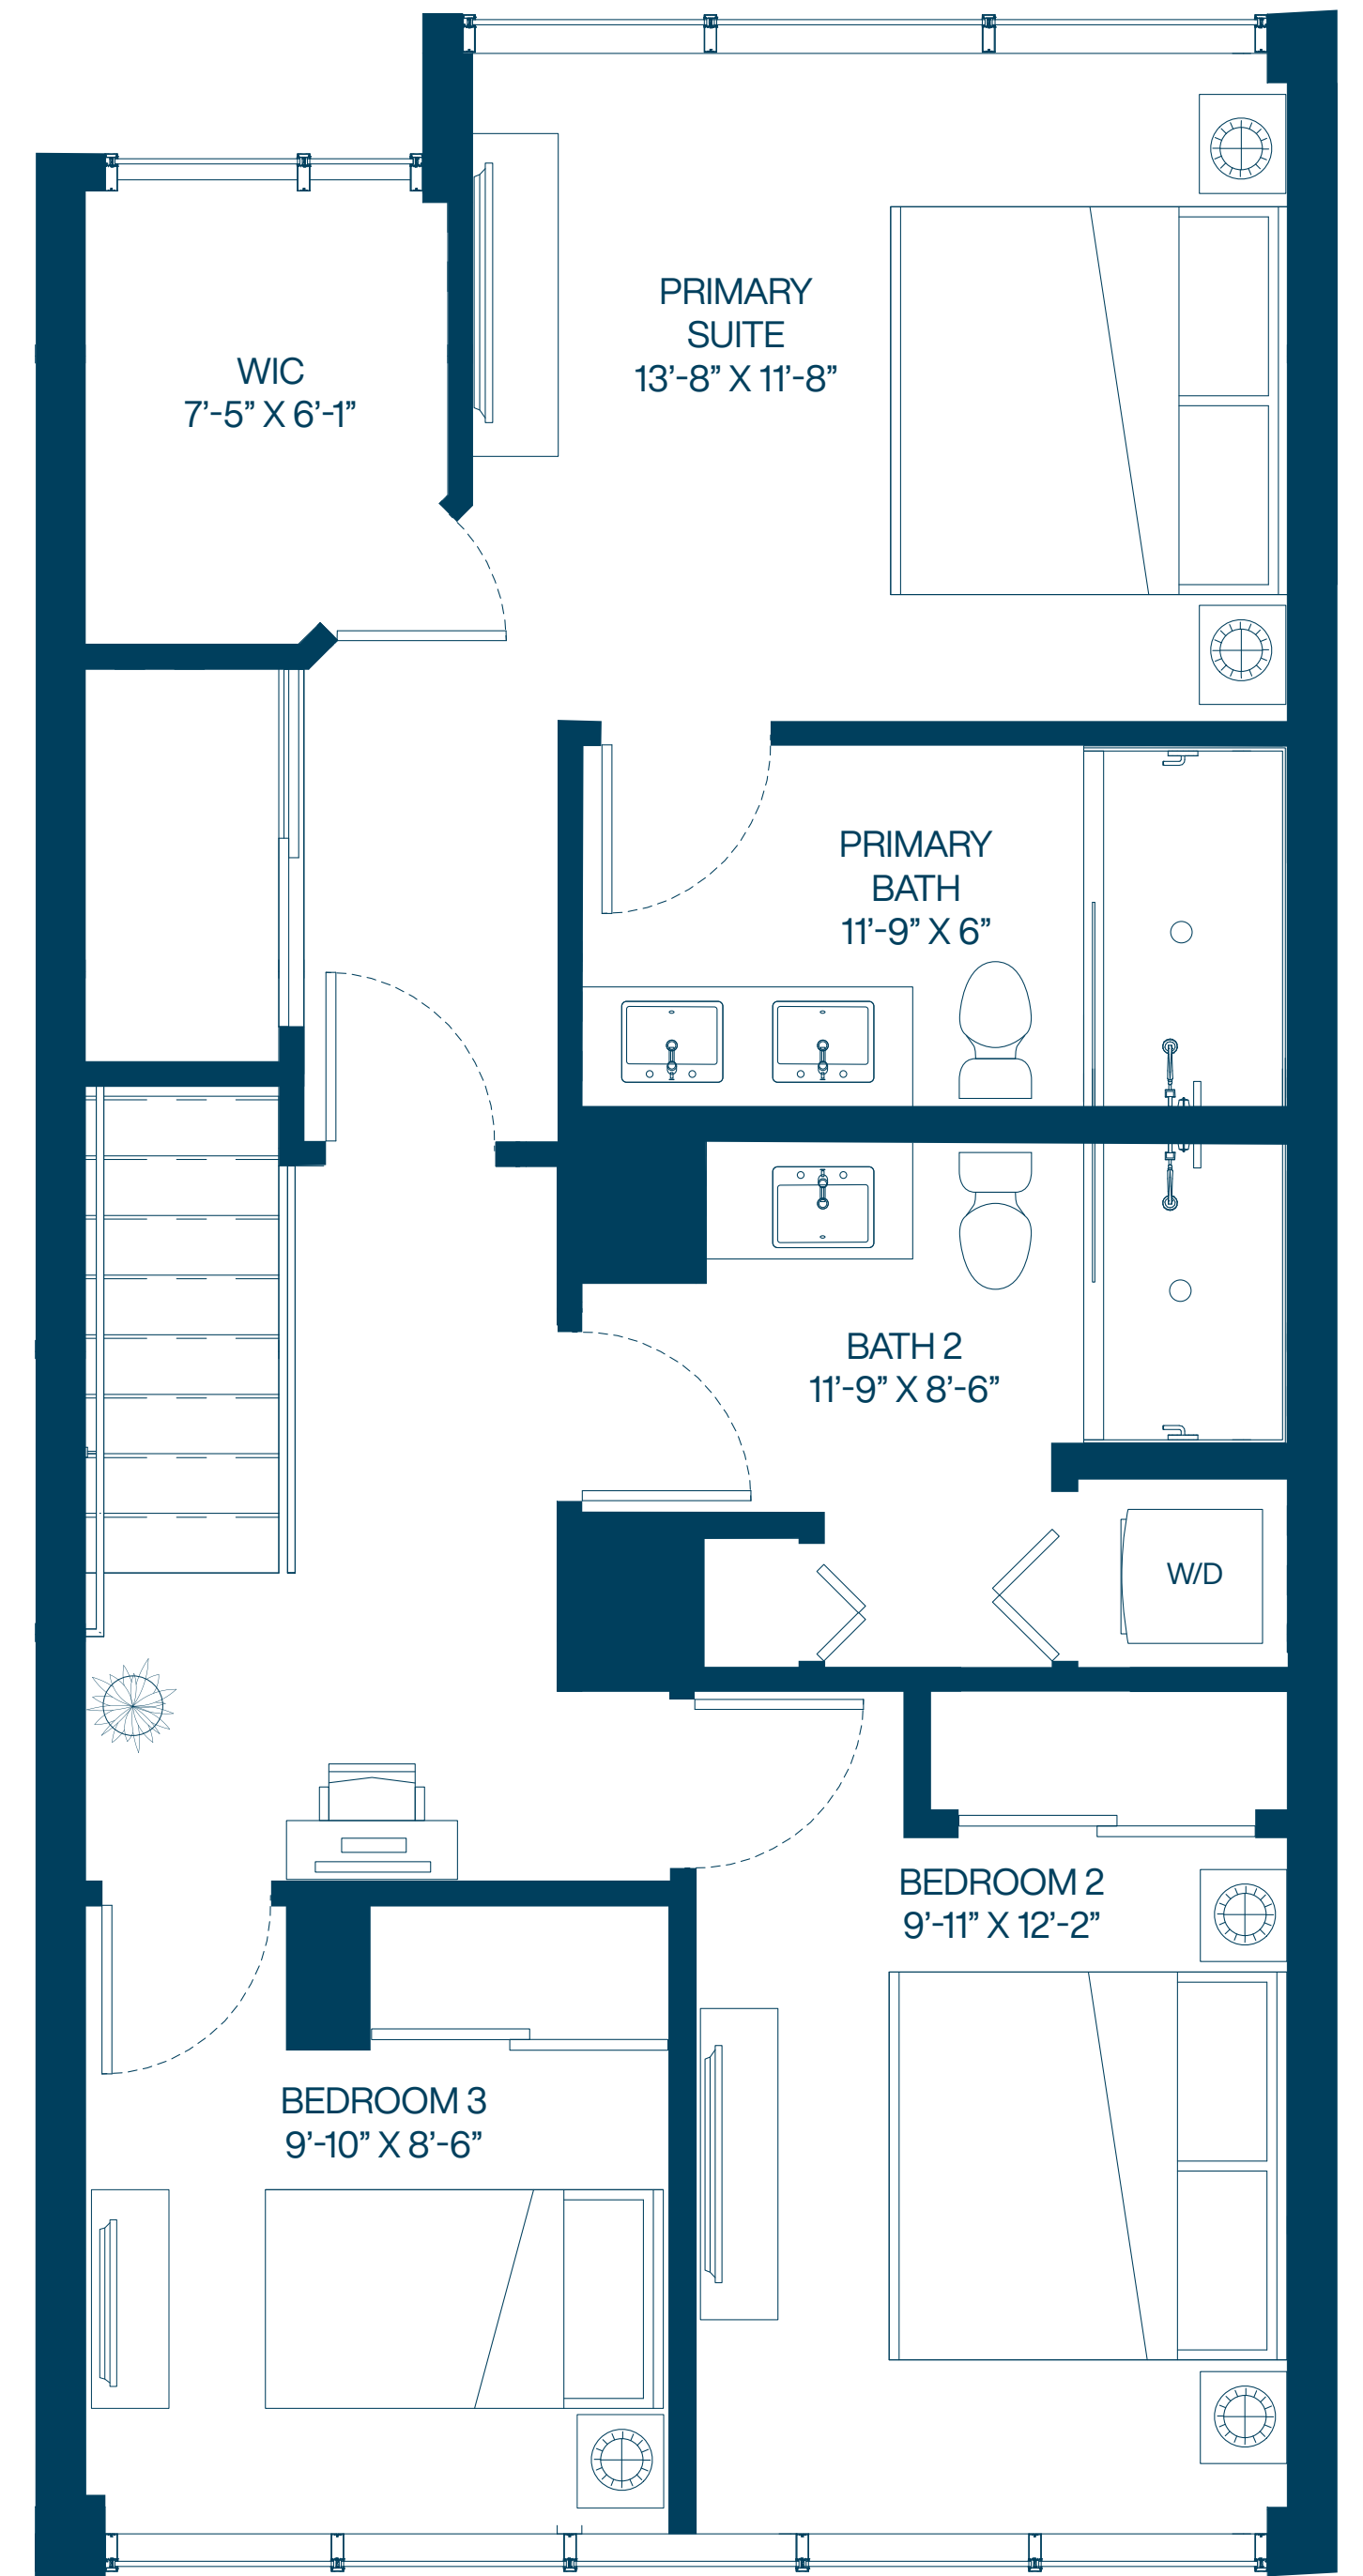 PRIMARY
SUITE
13’-8” X 11’-8”
WIC
7’-5” X 6’-1”
PRIMARY
BATH
11’-9” X 6”
BATH 2
11’-9” X 8’-6”
W/D
BEDROOM 2
9’-11” X 12’-2”
BEDROOM 3
9’-10” X 8’-6”